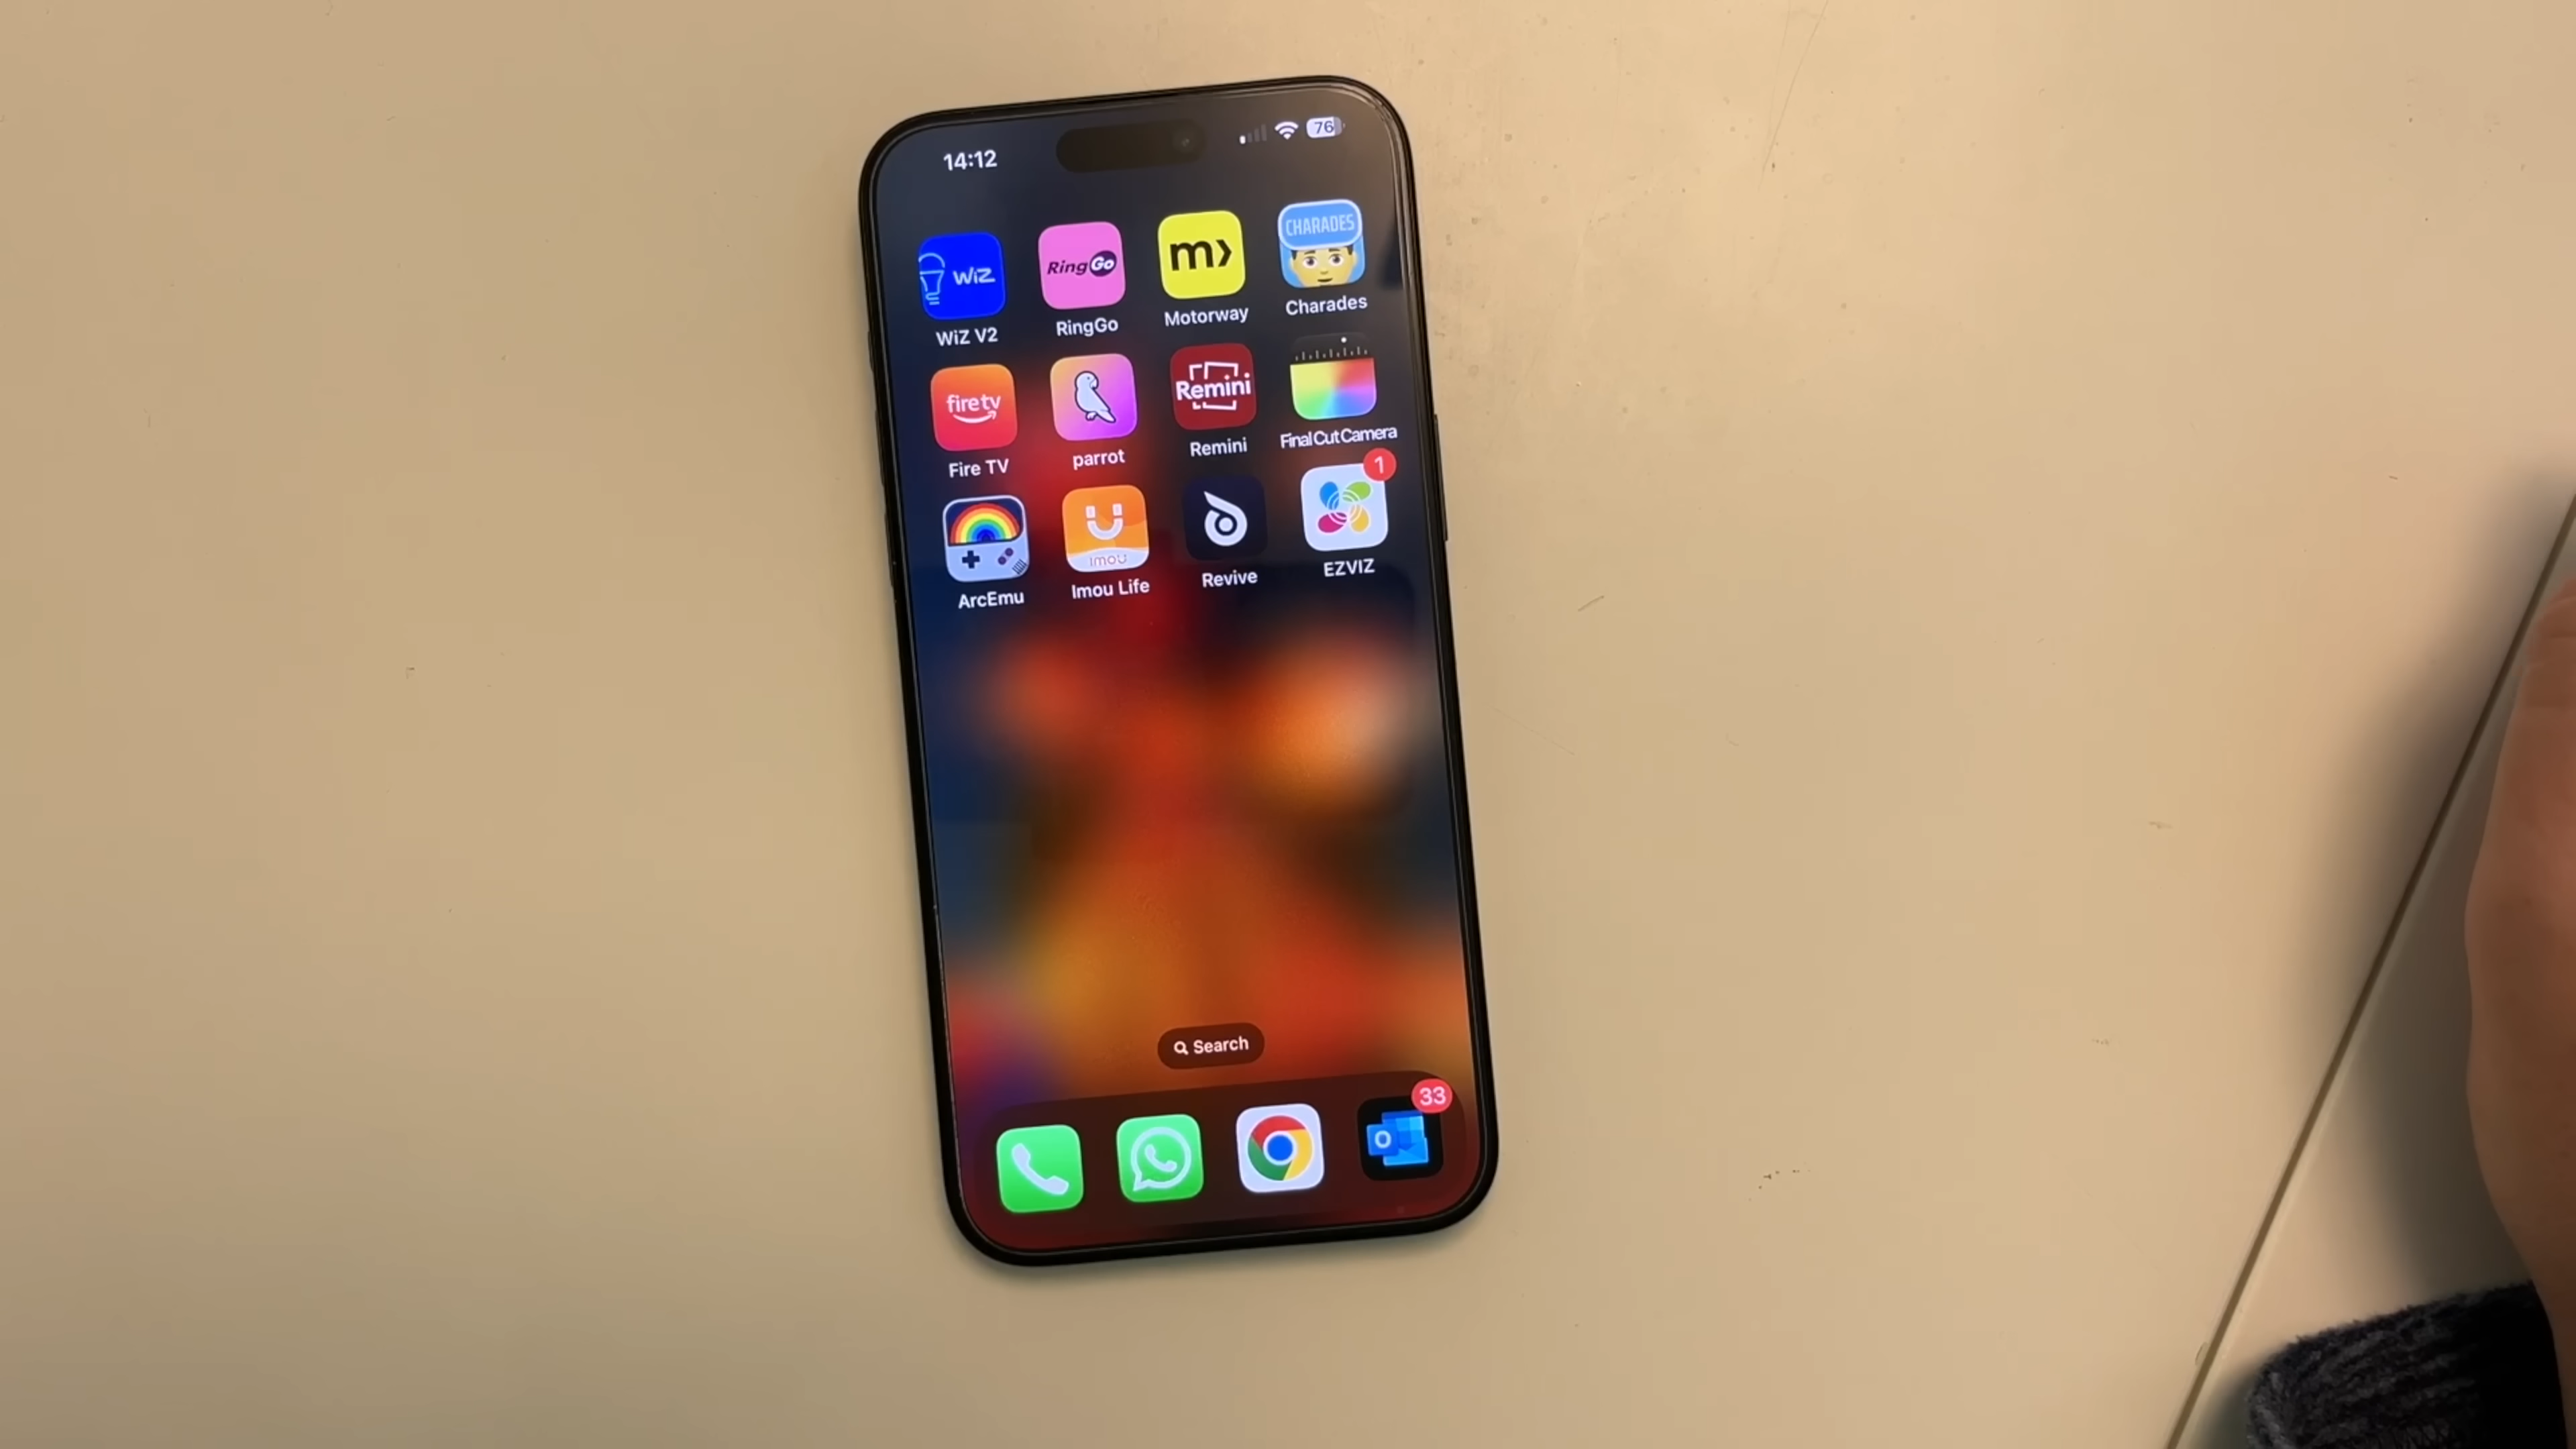 14:12
76
CHARADES
WiZ
RingGo
m
WiZ V2
RingGo
Motorway
Charades
fire tv
Remini
Fire TV
parrot
Remini
Final Cut Camera
1
imou
ArcEmu
Imou Life
Revive
EZVIZ
Search
33
O